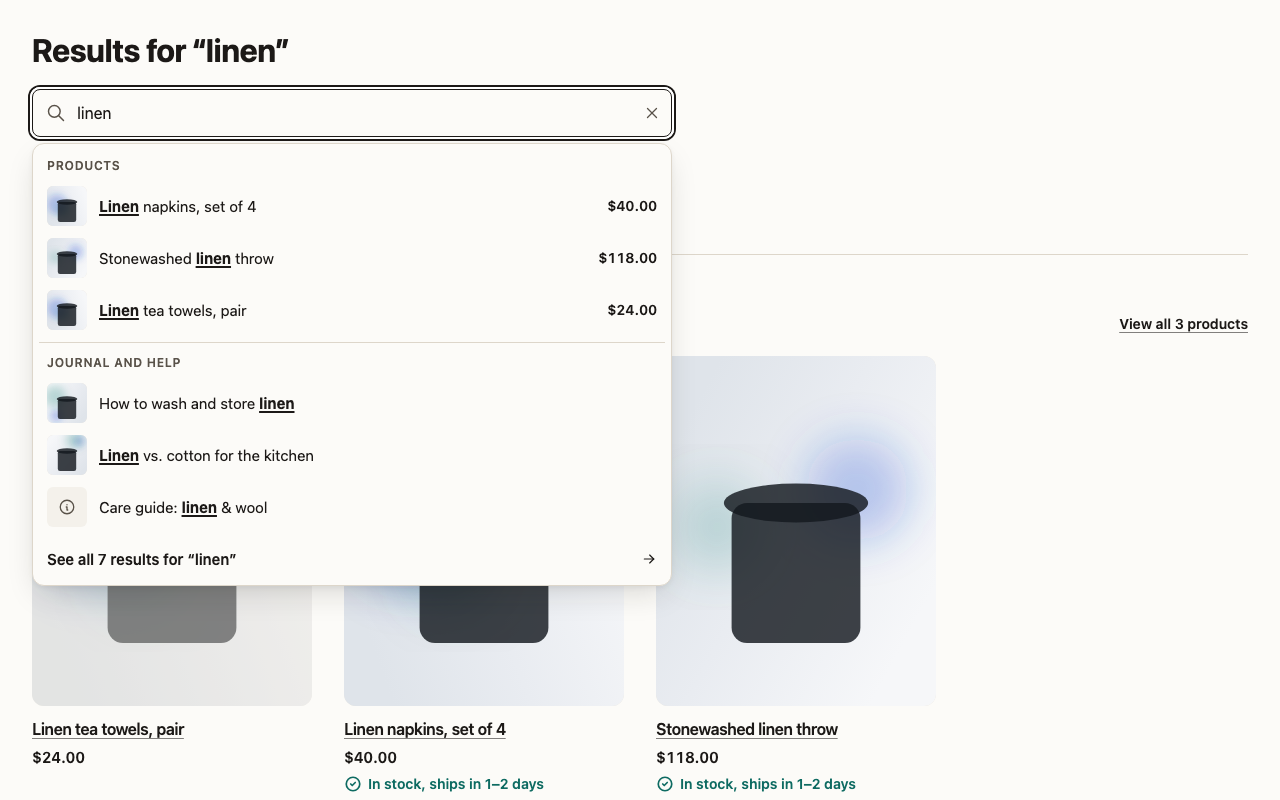 Results for “linen”
linen
PRODUCTS
Linen napkins, set of 4 $40.00
Stonewashed linen throw $118.00
Linen tea towels, pair $24.00
JOURNAL AND HELP
How to wash and store linen
Linen vs. cotton for the kitchen
Care guide: linen & wool
See all 7 results for “linen”
View all 3 products
Linen tea towels, pair
$24.00
Linen napkins, set of 4
$40.00
In stock, ships in 1–2 days
Stonewashed linen throw
$118.00
In stock, ships in 1–2 days